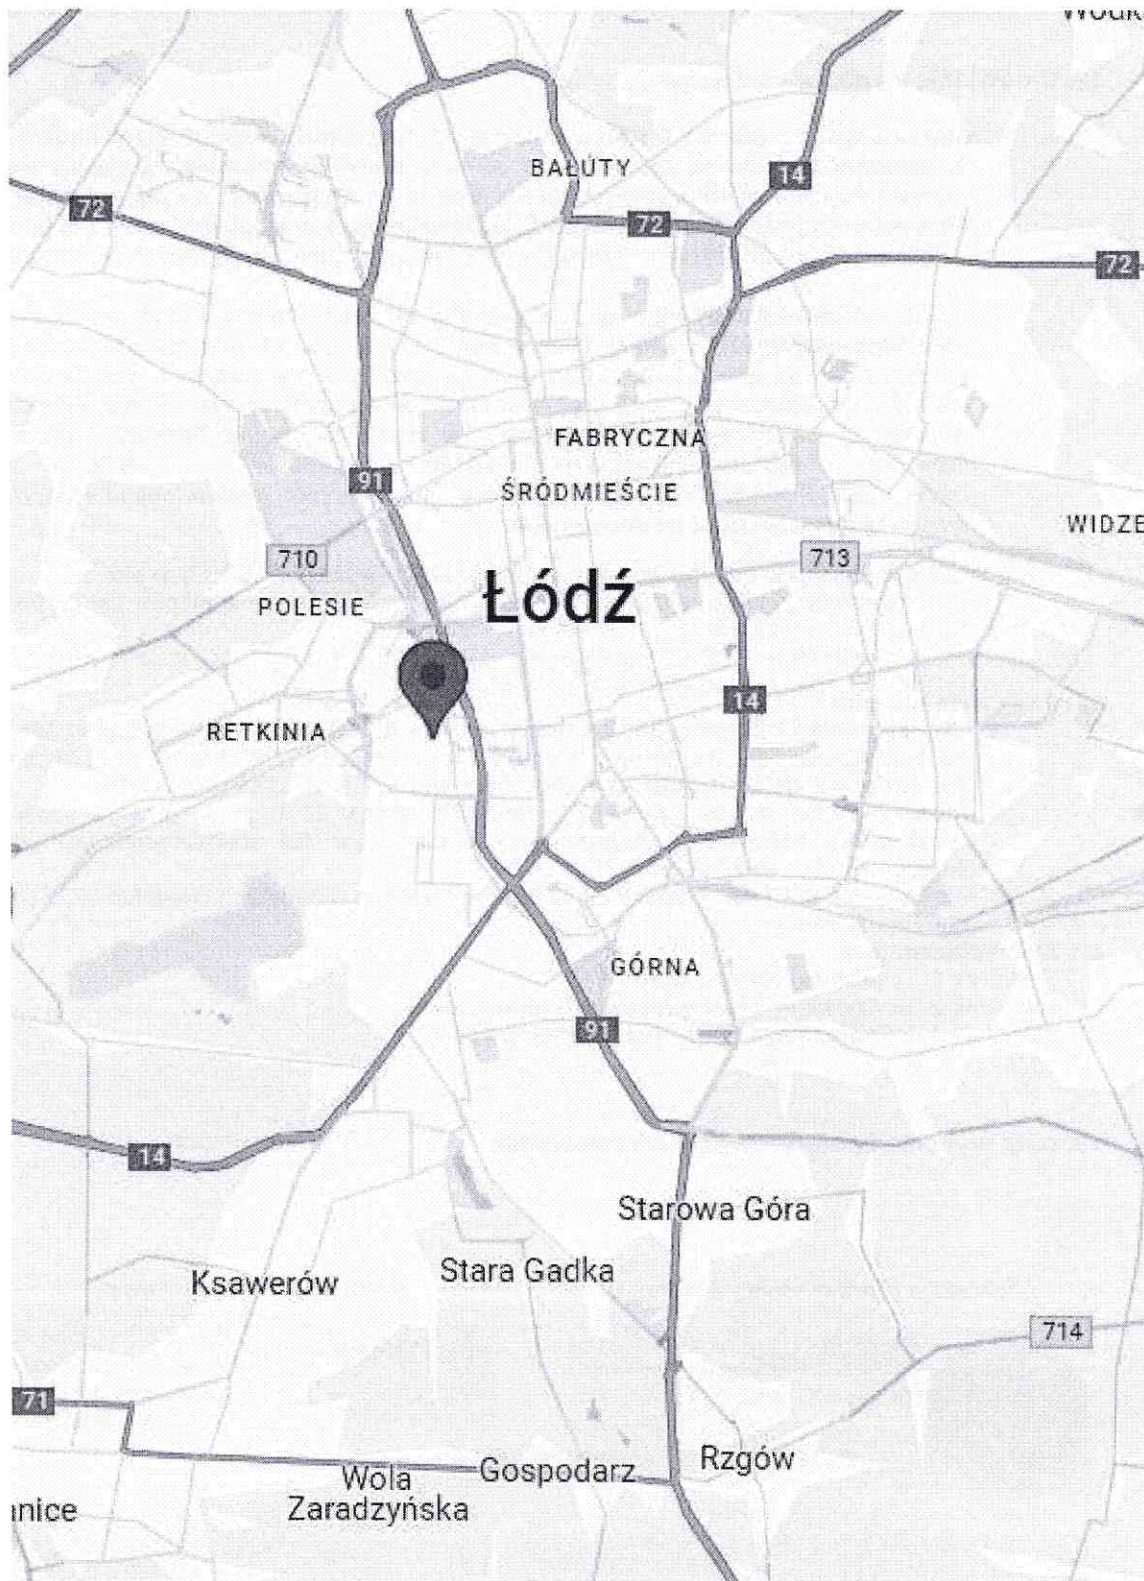 BAŁUTY
14
72
72
72
FABRYCZNA
91
ŚRÓDMIEŚCIE
WIDZE
710
713
Łódź
POLESIE
14
RETKINIA
GÓRNA
91
14
Starowa Góra
Stara Gadka
Ksawerów
714
71
Rzgów
Gospodarz
Wola
Zaradzyńska
nice